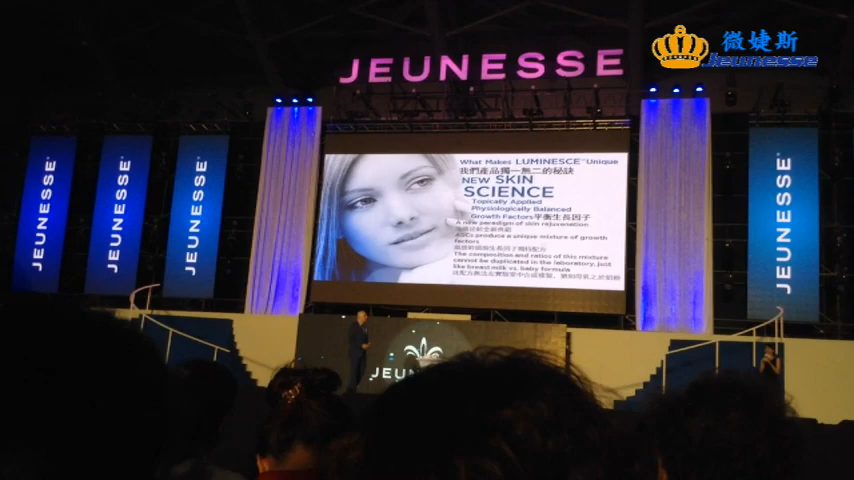 微婕斯
Jeunesse
JEUNESSE
JEUNESSE
JEUNESSE
JEUNESSE
JEUNESSE
What Makes LUMINESCE™ Unique
我們產品獨一無二的秘訣
NEW SKIN
SCIENCE
Topically Applied
Physiologically Balanced
Growth Factors平衡生長因子
A new paradigm of skin rejuvenation
ASCs produce a unique mixture of growth
factors
The composition and ratios of this mixture
cannot be duplicated in the laboratory, just
like breast milk vs. baby formula
JEUN